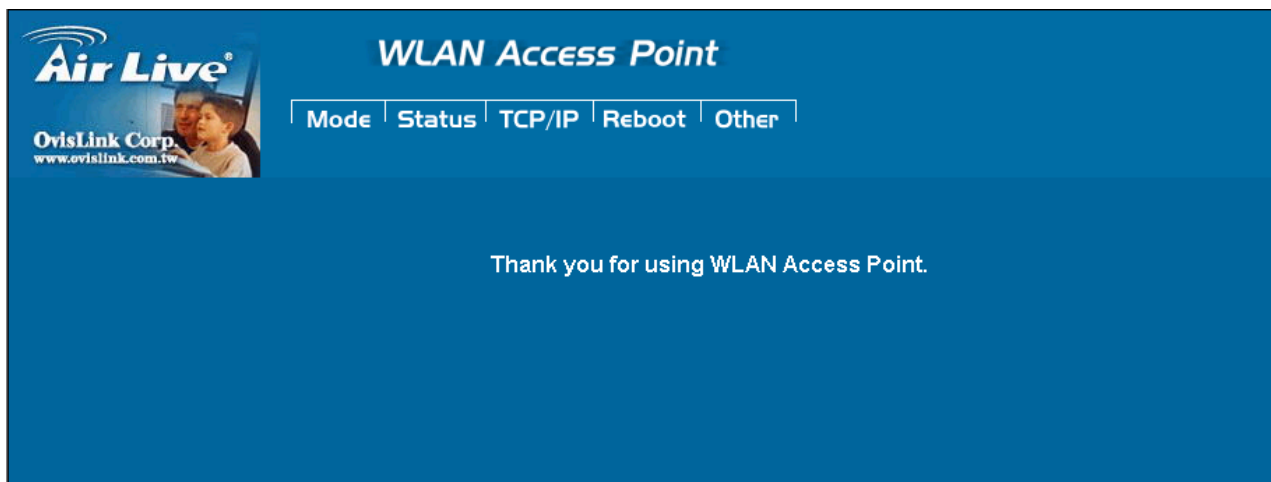 Air Live®
OvisLink Corp.
www.ovislink.com.tw
WLAN Access Point
Mode Status TCP/IP Reboot Other
Thank you for using WLAN Access Point.